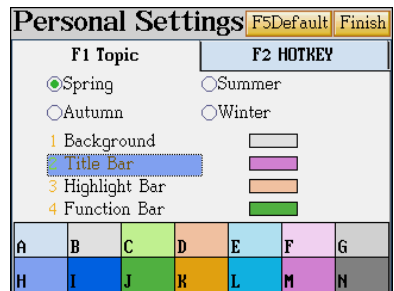 Personal Settings F5Default Finish
F1 Topic F2 HOTKEY
Spring Summer
Autumn Winter
1 Background
2 Title Bar
3 Highlight Bar
4 Function Bar
A B C D E F G
H I J K L M N